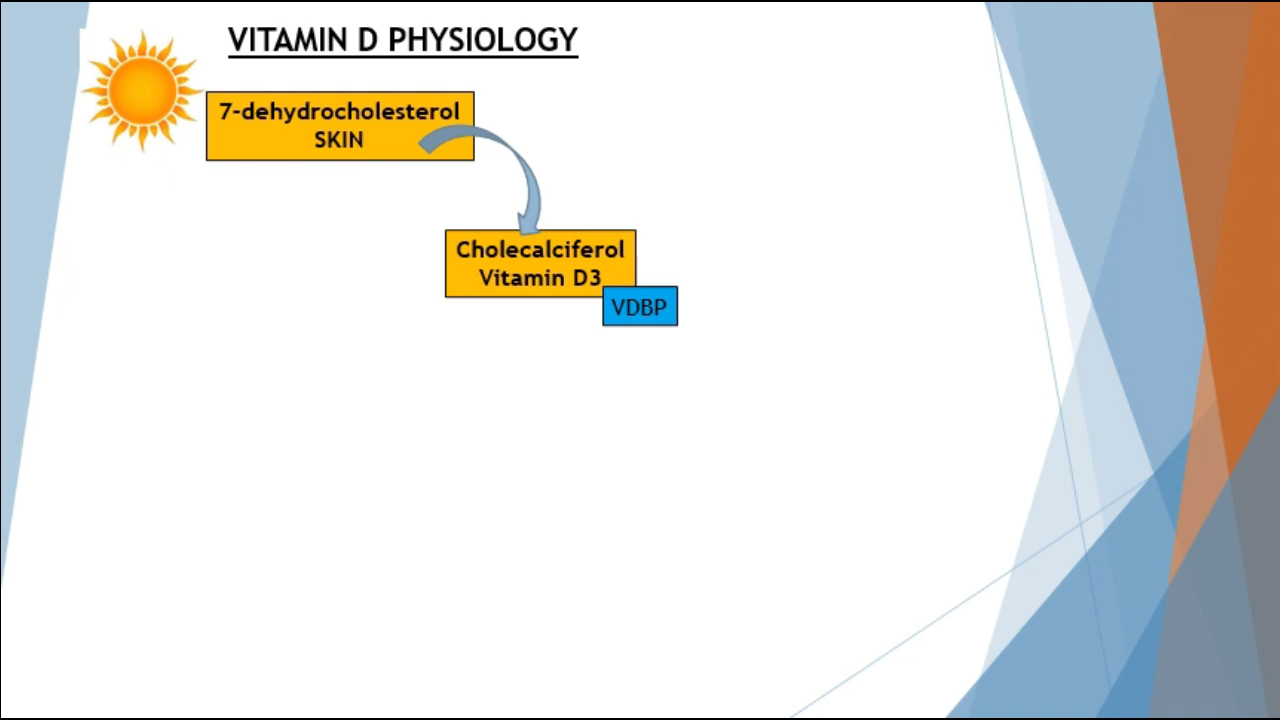 VITAMIN D PHYSIOLOGY
7-dehydrocholesterol
SKIN
Cholecalciferol
Vitamin D3
VDBP